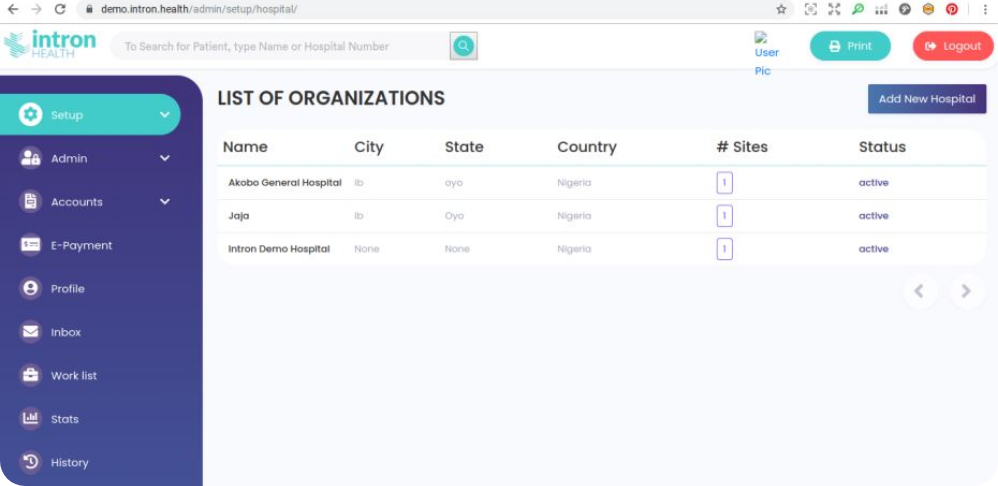 demo.intron.health/admin/setup/hospital/
intron
HEALTH
To Search for Patient, type Name or Hospital Number
User
Pic
Print
Logout
Setup
Admin
Accounts
E-Payment
Profile
Inbox
Work list
Stats
History
LIST OF ORGANIZATIONS
Add New Hospital
Name City State Country # Sites Status
Akobo General Hospital Ib oyo Nigeria 1 active
Jaja Ib Oyo Nigeria 1 active
Intron Demo Hospital None None Nigeria 1 active